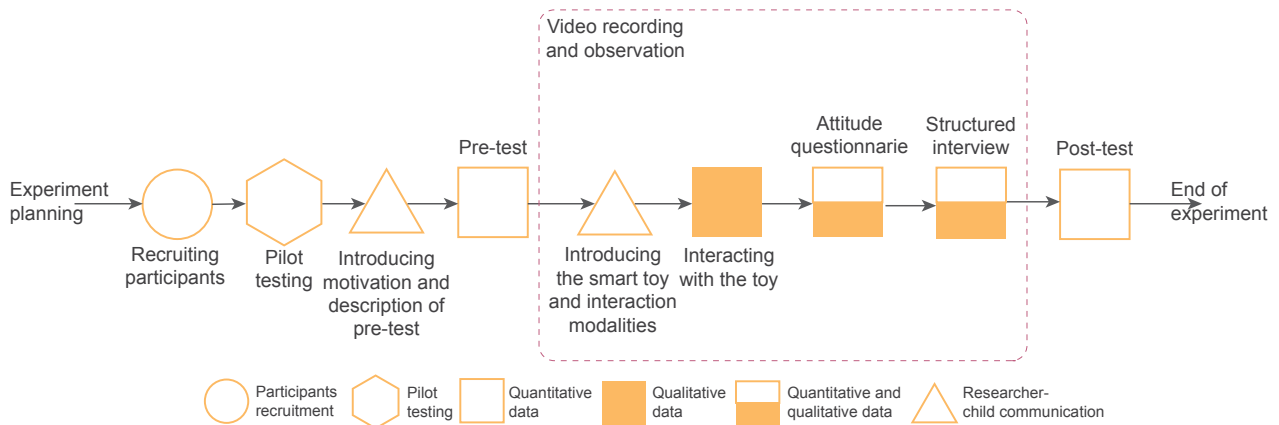 Video recording
and observation
Experiment
planning
Recruiting
participants
Pilot
testing
Introducing
motivation and
description of
pre-test
Pre-test
Introducing
the smart toy
and interaction
modalities
Interacting
with the toy
Attitude
questionnarie
Structured
interview
Post-test
End of
experiment
Participants
recruitment
Pilot
testing
Quantitative
data
Qualitative
data
Quantitative and
qualitative data
Researcher-
child communication